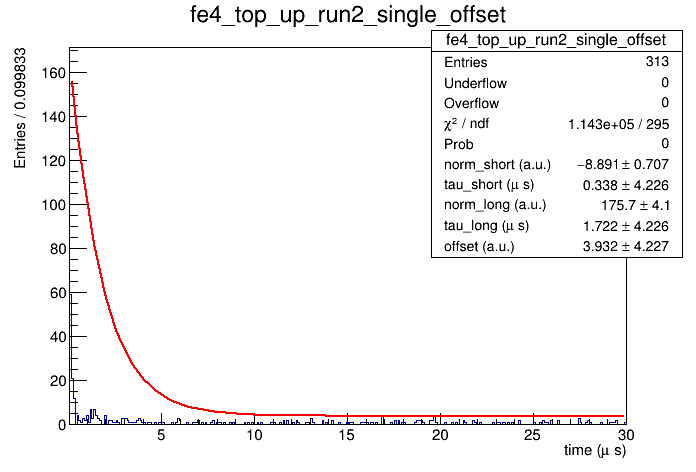 fe4_top_up_run2_single_offset
fe4_top_up_run2_single_offset
Entries 313
Underflow 0
Overflow 0
χ² / ndf 1.143e+05 / 295
Prob 0
norm_short (a.u.) −8.891 ± 0.707
tau_short (μ s) 0.338 ± 4.226
norm_long (a.u.) 175.7 ± 4.1
tau_long (μ s) 1.722 ± 4.226
offset (a.u.) 3.932 ± 4.227
Entries / 0.099833
160
140
120
100
80
60
40
20
0
5 10 15 20 25 30
time (μ s)